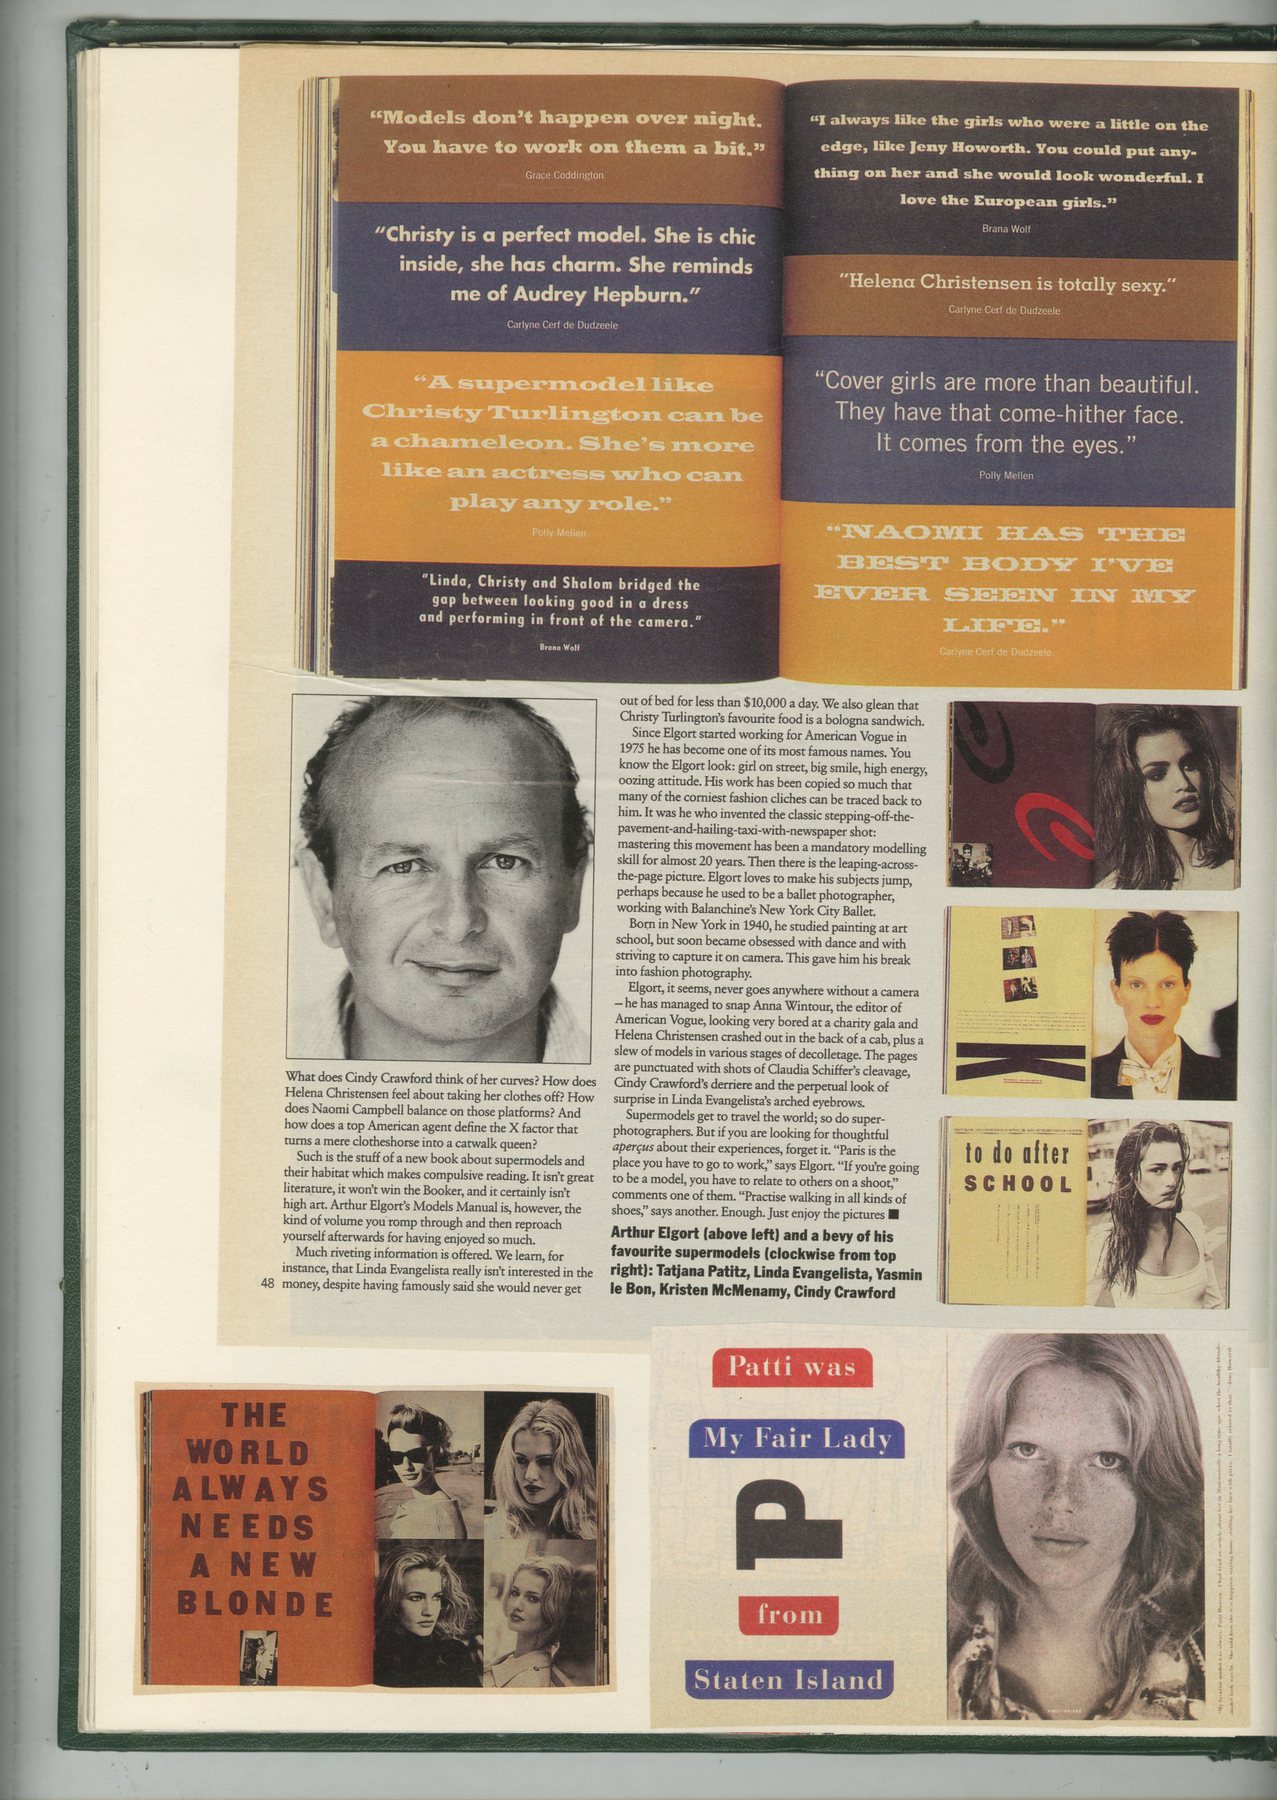 “Models don’t happen over night.
You have to work on them a bit.”
Grace Coddington
“Christy is a perfect model. She is chic
inside, she has charm. She reminds
me of Audrey Hepburn.”
Carlyne Cerf de Dudzeele
“A supermodel like
Christy Turlington can be
a chameleon. She’s more
like an actress who can
play any role.”
Polly Mellen
“Linda, Christy and Shalom bridged the
gap between looking good in a dress
and performing in front of the camera.”
Brana Wolf
“I always like the girls who were a little on the
edge, like Jeny Howorth. You could put any-
thing on her and she would look wonderful. I
love the European girls.”
Brana Wolf
“Helena Christensen is totally sexy.”
Carlyne Cerf de Dudzeele
“Cover girls are more than beautiful.
They have that come-hither face.
It comes from the eyes.”
Polly Mellen
“NAOMI HAS THE
BEST BODY I’VE
EVER SEEN IN MY
LIFE.”
Carlyne Cerf de Dudzeele
What does Cindy Crawford think of her curves? How does
Helena Christensen feel about taking her clothes off? How
does Naomi Campbell balance on those platforms? And
how does a top American agent define the X factor that
turns a mere clotheshorse into a catwalk queen?
Such is the stuff of a new book about supermodels and
their habitat which makes compulsive reading. It isn’t great
literature, it won’t win the Booker, and it certainly isn’t
high art. Arthur Elgort’s Models Manual is, however, the
kind of volume you romp through and then reproach
yourself afterwards for having enjoyed so much.
Much riveting information is offered. We learn, for
instance, that Linda Evangelista really isn’t interested in the
48 money, despite having famously said she would never get
out of bed for less than $10,000 a day. We also glean that
Christy Turlington’s favourite food is a bologna sandwich.
Since Elgort started working for American Vogue in
1975 he has become one of its most famous names. You
know the Elgort look: girl on street, big smile, high energy,
oozing attitude. His work has been copied so much that
many of the corniest fashion cliches can be traced back to
him. It was he who invented the classic stepping-off-the-
pavement-and-hailing-taxi-with-newspaper shot:
mastering this movement has been a mandatory modelling
skill for almost 20 years. Then there is the leaping-across-
the-page picture. Elgort loves to make his subjects jump,
perhaps because he used to be a ballet photographer,
working with Balanchine’s New York City Ballet.
Born in New York in 1940, he studied painting at art
school, but soon became obsessed with dance and with
striving to capture it on camera. This gave him his break
into fashion photography.
Elgort, it seems, never goes anywhere without a camera
– he has managed to snap Anna Wintour, the editor of
American Vogue, looking very bored at a charity gala and
Helena Christensen crashed out in the back of a cab, plus a
slew of models in various stages of decolletage. The pages
are punctuated with shots of Claudia Schiffer’s cleavage,
Cindy Crawford’s derriere and the perpetual look of
surprise in Linda Evangelista’s arched eyebrows.
Supermodels get to travel the world; so do super-
photographers. But if you are looking for thoughtful
aperçus about their experiences, forget it. “Paris is the
place you have to go to work,” says Elgort. “If you’re going
to be a model, you have to relate to others on a shoot,”
comments one of them. “Practise walking in all kinds of
shoes,” says another. Enough. Just enjoy the pictures ■
Arthur Elgort (above left) and a bevy of his
favourite supermodels (clockwise from top
right): Tatjana Patitz, Linda Evangelista, Yasmin
le Bon, Kristen McMenamy, Cindy Crawford
C
C
K
to do after
SCHOOL
THE
WORLD
ALWAYS
NEEDS
A NEW
BLONDE
Patti was
My Fair Lady
P
from
Staten Island